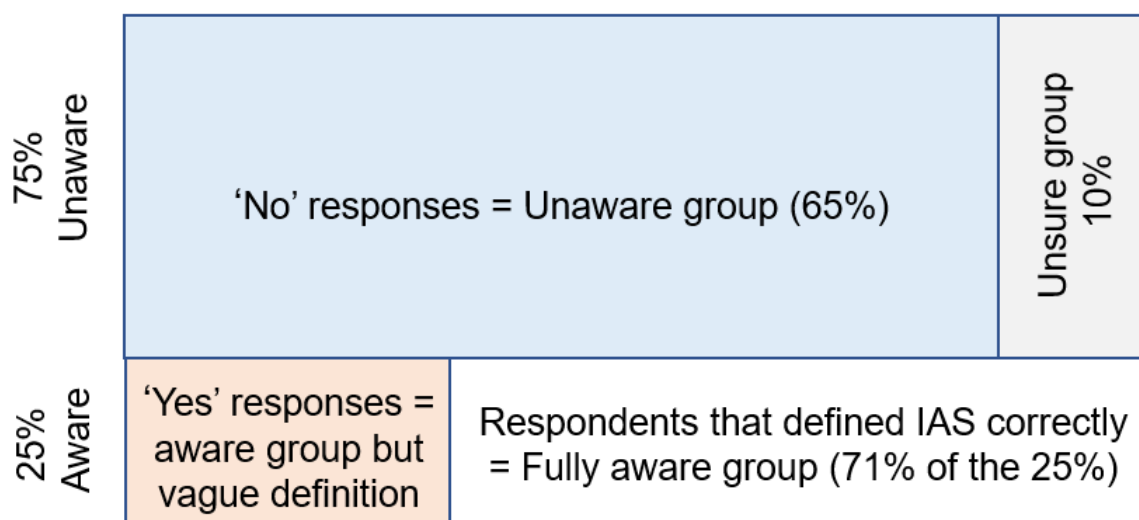 75%
Unaware
‘No’ responses = Unaware group (65%)
Unsure group
10%
25%
Aware
‘Yes’ responses =
aware group but
vague definition
Respondents that defined IAS correctly
= Fully aware group (71% of the 25%)